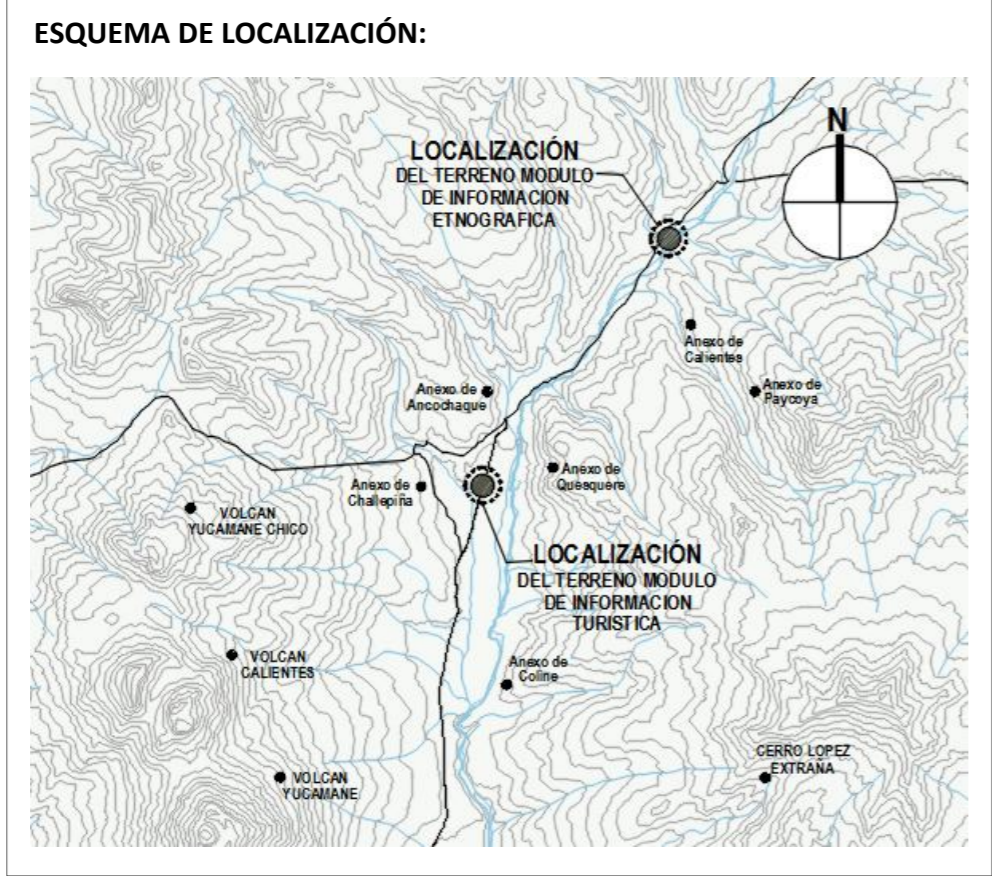 ESQUEMA DE LOCALIZACIÓN:
N
LOCALIZACIÓN
DEL TERRENO MODULO
DE INFORMACION
ETNOGRAFICA
Anexo de
Calientes
Anexo de
Paycoya
Anexo de
Ancochaque
Anexo de
Challepiña
Anexo de
Quesquere
VOLCAN
YUCAMANE CHICO
LOCALIZACIÓN
DEL TERRENO MODULO
DE INFORMACION
TURISTICA
VOLCAN
CALIENTES
Anexo de
Coline
VOLCAN
YUCAMANE
CERRO LOPEZ
EXTRAÑA